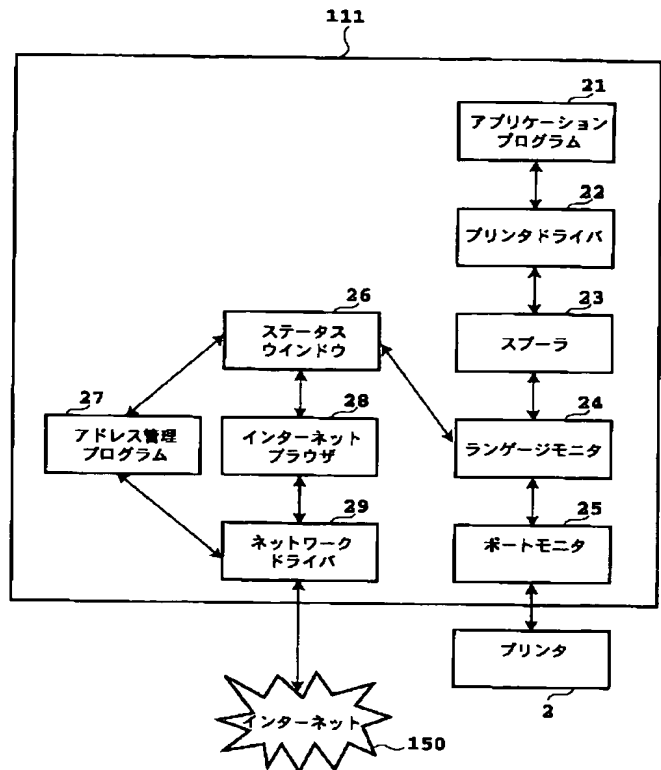 111
21
アプリケーション
プログラム
22
プリンタドライバ
23
スプーラ
26
ステータス
ウインドウ
27
アドレス管理
プログラム
28
インターネット
ブラウザ
24
ランゲージモニタ
29
ネットワーク
ドライバ
25
ポートモニタ
プリンタ
2
インターネット
150